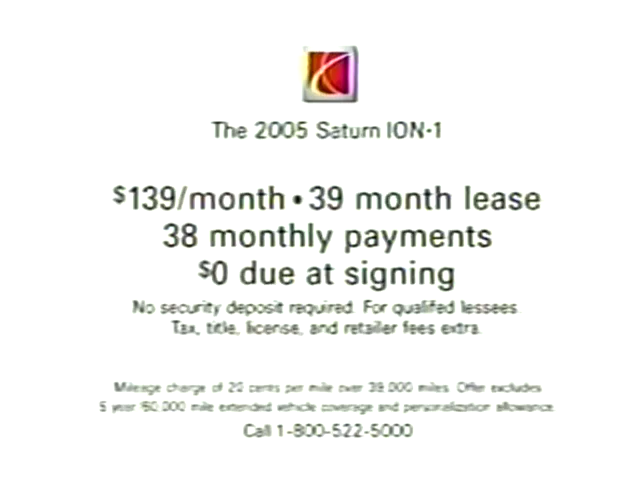 The 2005 Saturn ION·1
$139/month • 39 month lease
38 monthly payments
$0 due at signing
No security deposit required. For qualifed lessees.
Tax, title, license, and retailer fees extra.
Mileage charge of 20 cents per mile over 39,000 miles. Offer excludes
5 year/60,000 mile extended vehicle coverage and personalization allowance.
Call 1-800-522-5000